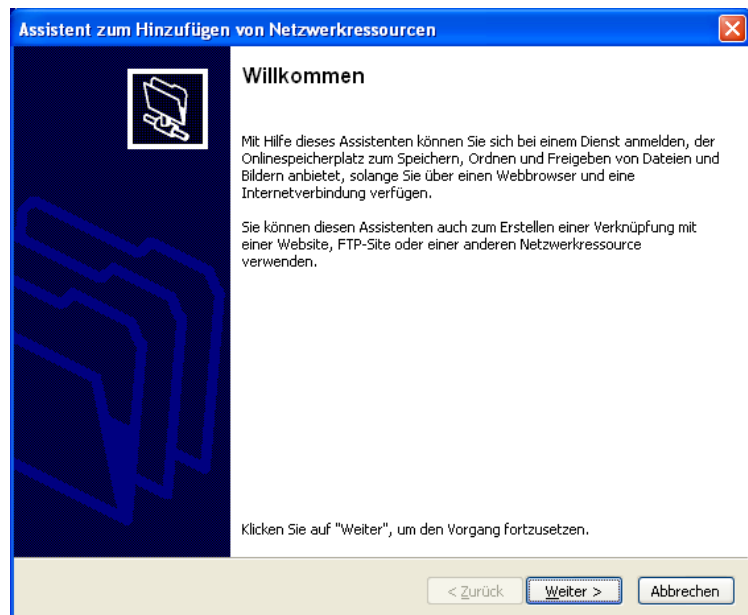 Assistent zum Hinzufügen von Netzwerkressourcen
Willkommen
Mit Hilfe dieses Assistenten können Sie sich bei einem Dienst anmelden, der
Onlinespeicherplatz zum Speichern, Ordnen und Freigeben von Dateien und
Bildern anbietet, solange Sie über einen Webbrowser und eine
Internetverbindung verfügen.
Sie können diesen Assistenten auch zum Erstellen einer Verknüpfung mit
einer Website, FTP-Site oder einer anderen Netzwerkressource
verwenden.
Klicken Sie auf "Weiter", um den Vorgang fortzusetzen.
< Zurück Weiter > Abbrechen